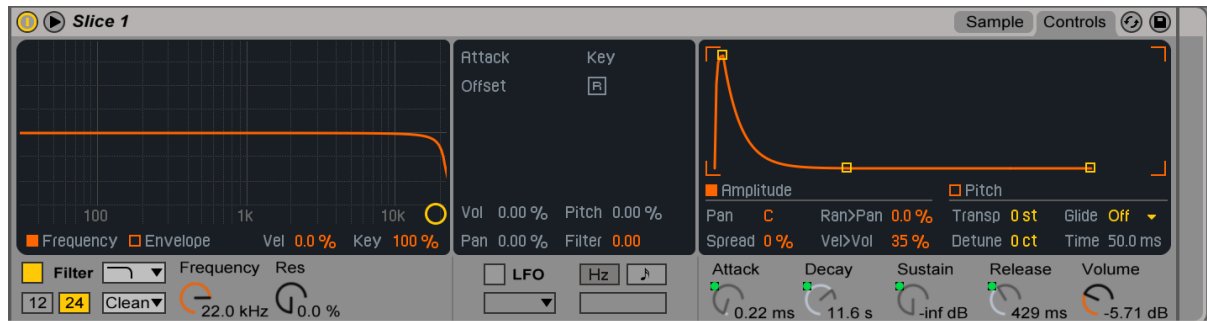 Slice 1 Sample Controls
Attack Key
Offset R
100 1k 10k
Vol 0.00 % Pitch 0.00 %
Pan 0.00 % Filter 0.00
Frequency Envelope Vel 0.0 % Key 100 %
Amplitude Pitch
Pan C Ran>Pan 0.0 % Transp 0 st Glide Off
Spread 0 % Vel>Vol 35 % Detune 0 ct Time 50.0 ms
Filter Frequency Res
12 24 Clean 22.0 kHz 0.0 %
LFO Hz
Attack Decay Sustain Release Volume
0.22 ms 11.6 s -inf dB 429 ms -5.71 dB